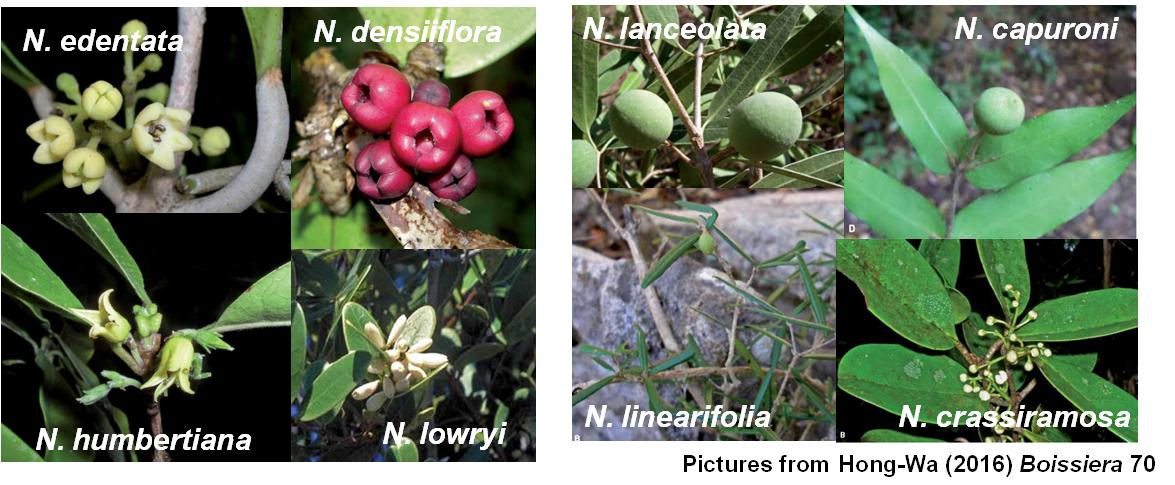 N. edentata
N. densiiflora
N. lanceolata
N. capuroni
D
N. humbertiana
N. lowryi
N. linearifolia
B
N. crassiramosa
B
Pictures from Hong-Wa (2016) Boissiera 70